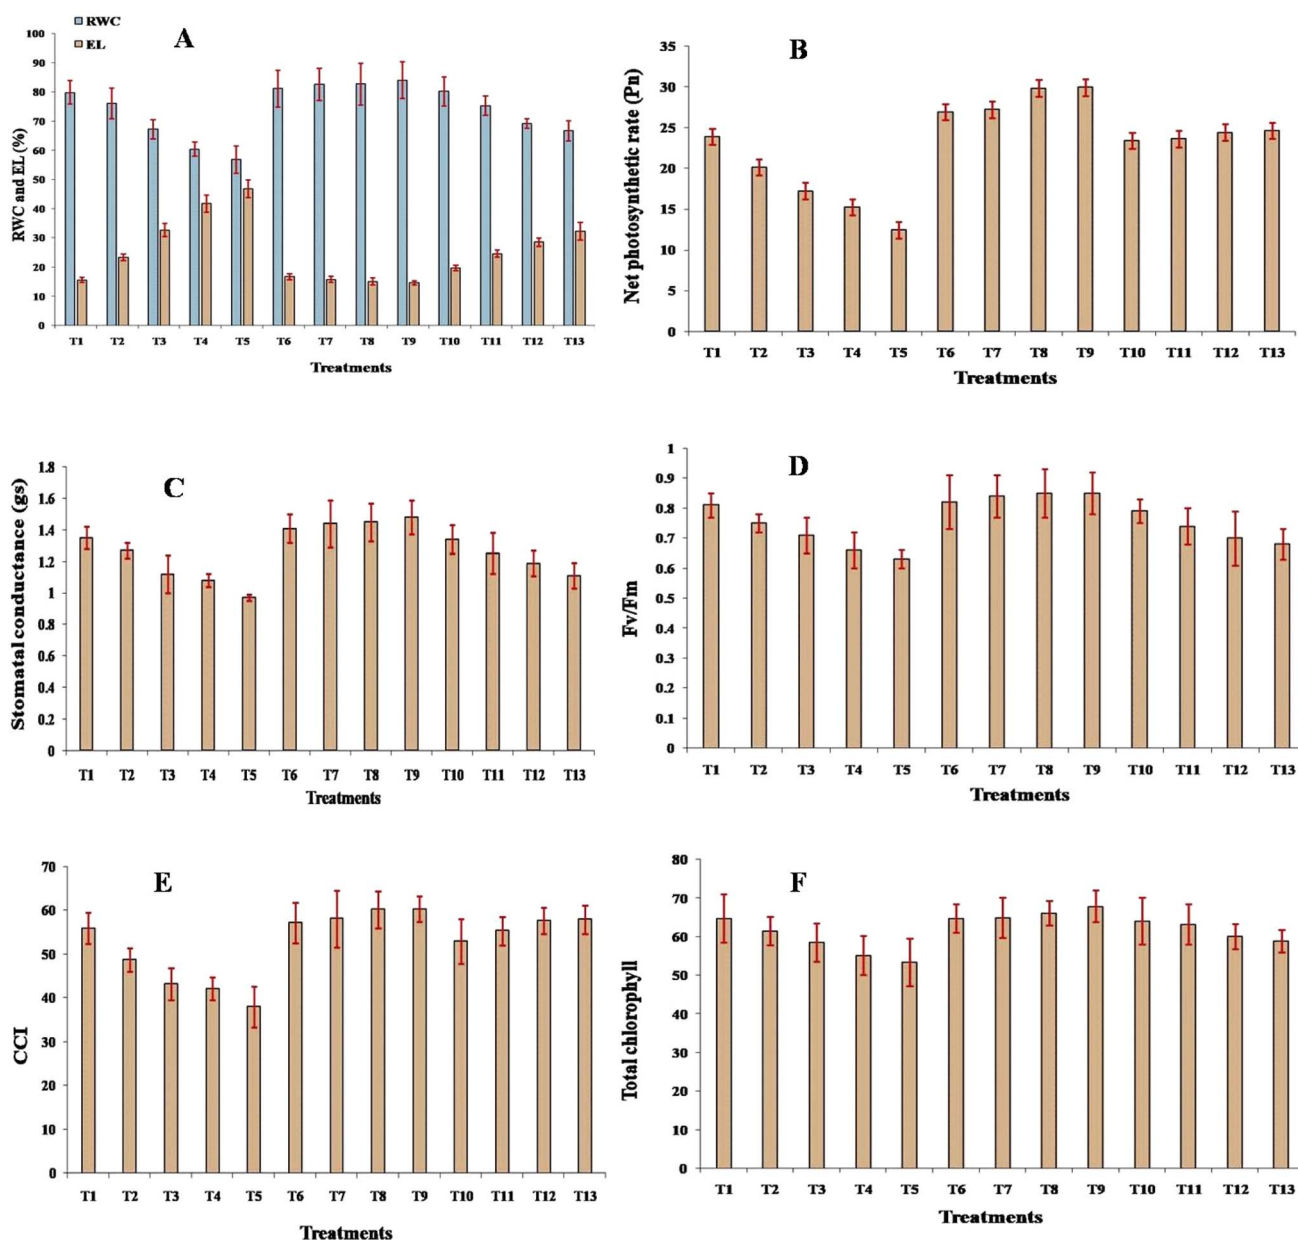 RWC
EL
A
RWC and EL (%)
100
90
80
70
60
50
40
30
20
10
0
T1 T2 T3 T4 T5 T6 T7 T8 T9 T10 T11 T12 T13
Treatments
B
Net photosynthetic rate (Pn)
35
30
25
20
15
10
5
0
T1 T2 T3 T4 T5 T6 T7 T8 T9 T10 T11 T12 T13
Treatments
C
Stomatal conductance (gs)
1.8
1.6
1.4
1.2
1
0.8
0.6
0.4
0.2
0
T1 T2 T3 T4 T5 T6 T7 T8 T9 T10 T11 T12 T13
Treatments
D
Fv/Fm
1
0.9
0.8
0.7
0.6
0.5
0.4
0.3
0.2
0.1
0
T1 T2 T3 T4 T5 T6 T7 T8 T9 T10 T11 T12 T13
Treatments
E
CCI
70
60
50
40
30
20
10
0
T1 T2 T3 T4 T5 T6 T7 T8 T9 T10 T11 T12 T13
Treatments
F
Total chlorophyll
80
70
60
50
40
30
20
10
0
T1 T2 T3 T4 T5 T6 T7 T8 T9 T10 T11 T12 T13
Treatments